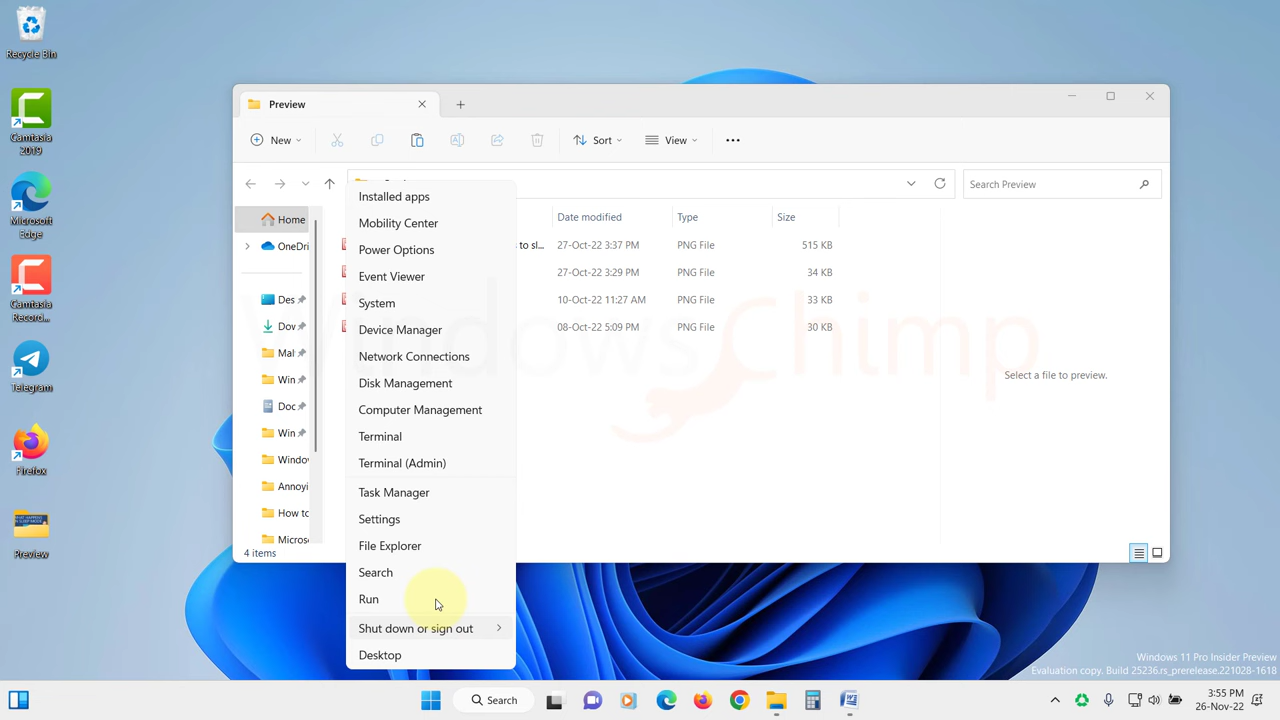 Recycle Bin
Camtasia
2019
Microsoft
Edge
Camtasia
Record...
Telegram
Firefox
Preview
Preview
New
Sort
View
Search Preview
Home
OneDri
Des
Dov
Mal
Win
Doc
Win
Windo
Annoyi
How to
Microso
4 items
Date modified
Type
Size
s to sl...
27-Oct-22 3:37 PM
PNG File
515 KB
27-Oct-22 3:29 PM
PNG File
34 KB
10-Oct-22 11:27 AM
PNG File
33 KB
08-Oct-22 5:09 PM
PNG File
30 KB
Select a file to preview.
WindowsChimp
Installed apps
Mobility Center
Power Options
Event Viewer
System
Device Manager
Network Connections
Disk Management
Computer Management
Terminal
Terminal (Admin)
Task Manager
Settings
File Explorer
Search
Run
Shut down or sign out
Desktop
Windows 11 Pro Insider Preview
Evaluation copy. Build 25236.rs_prerelease.221028-1618
Search
3:55 PM
26-Nov-22